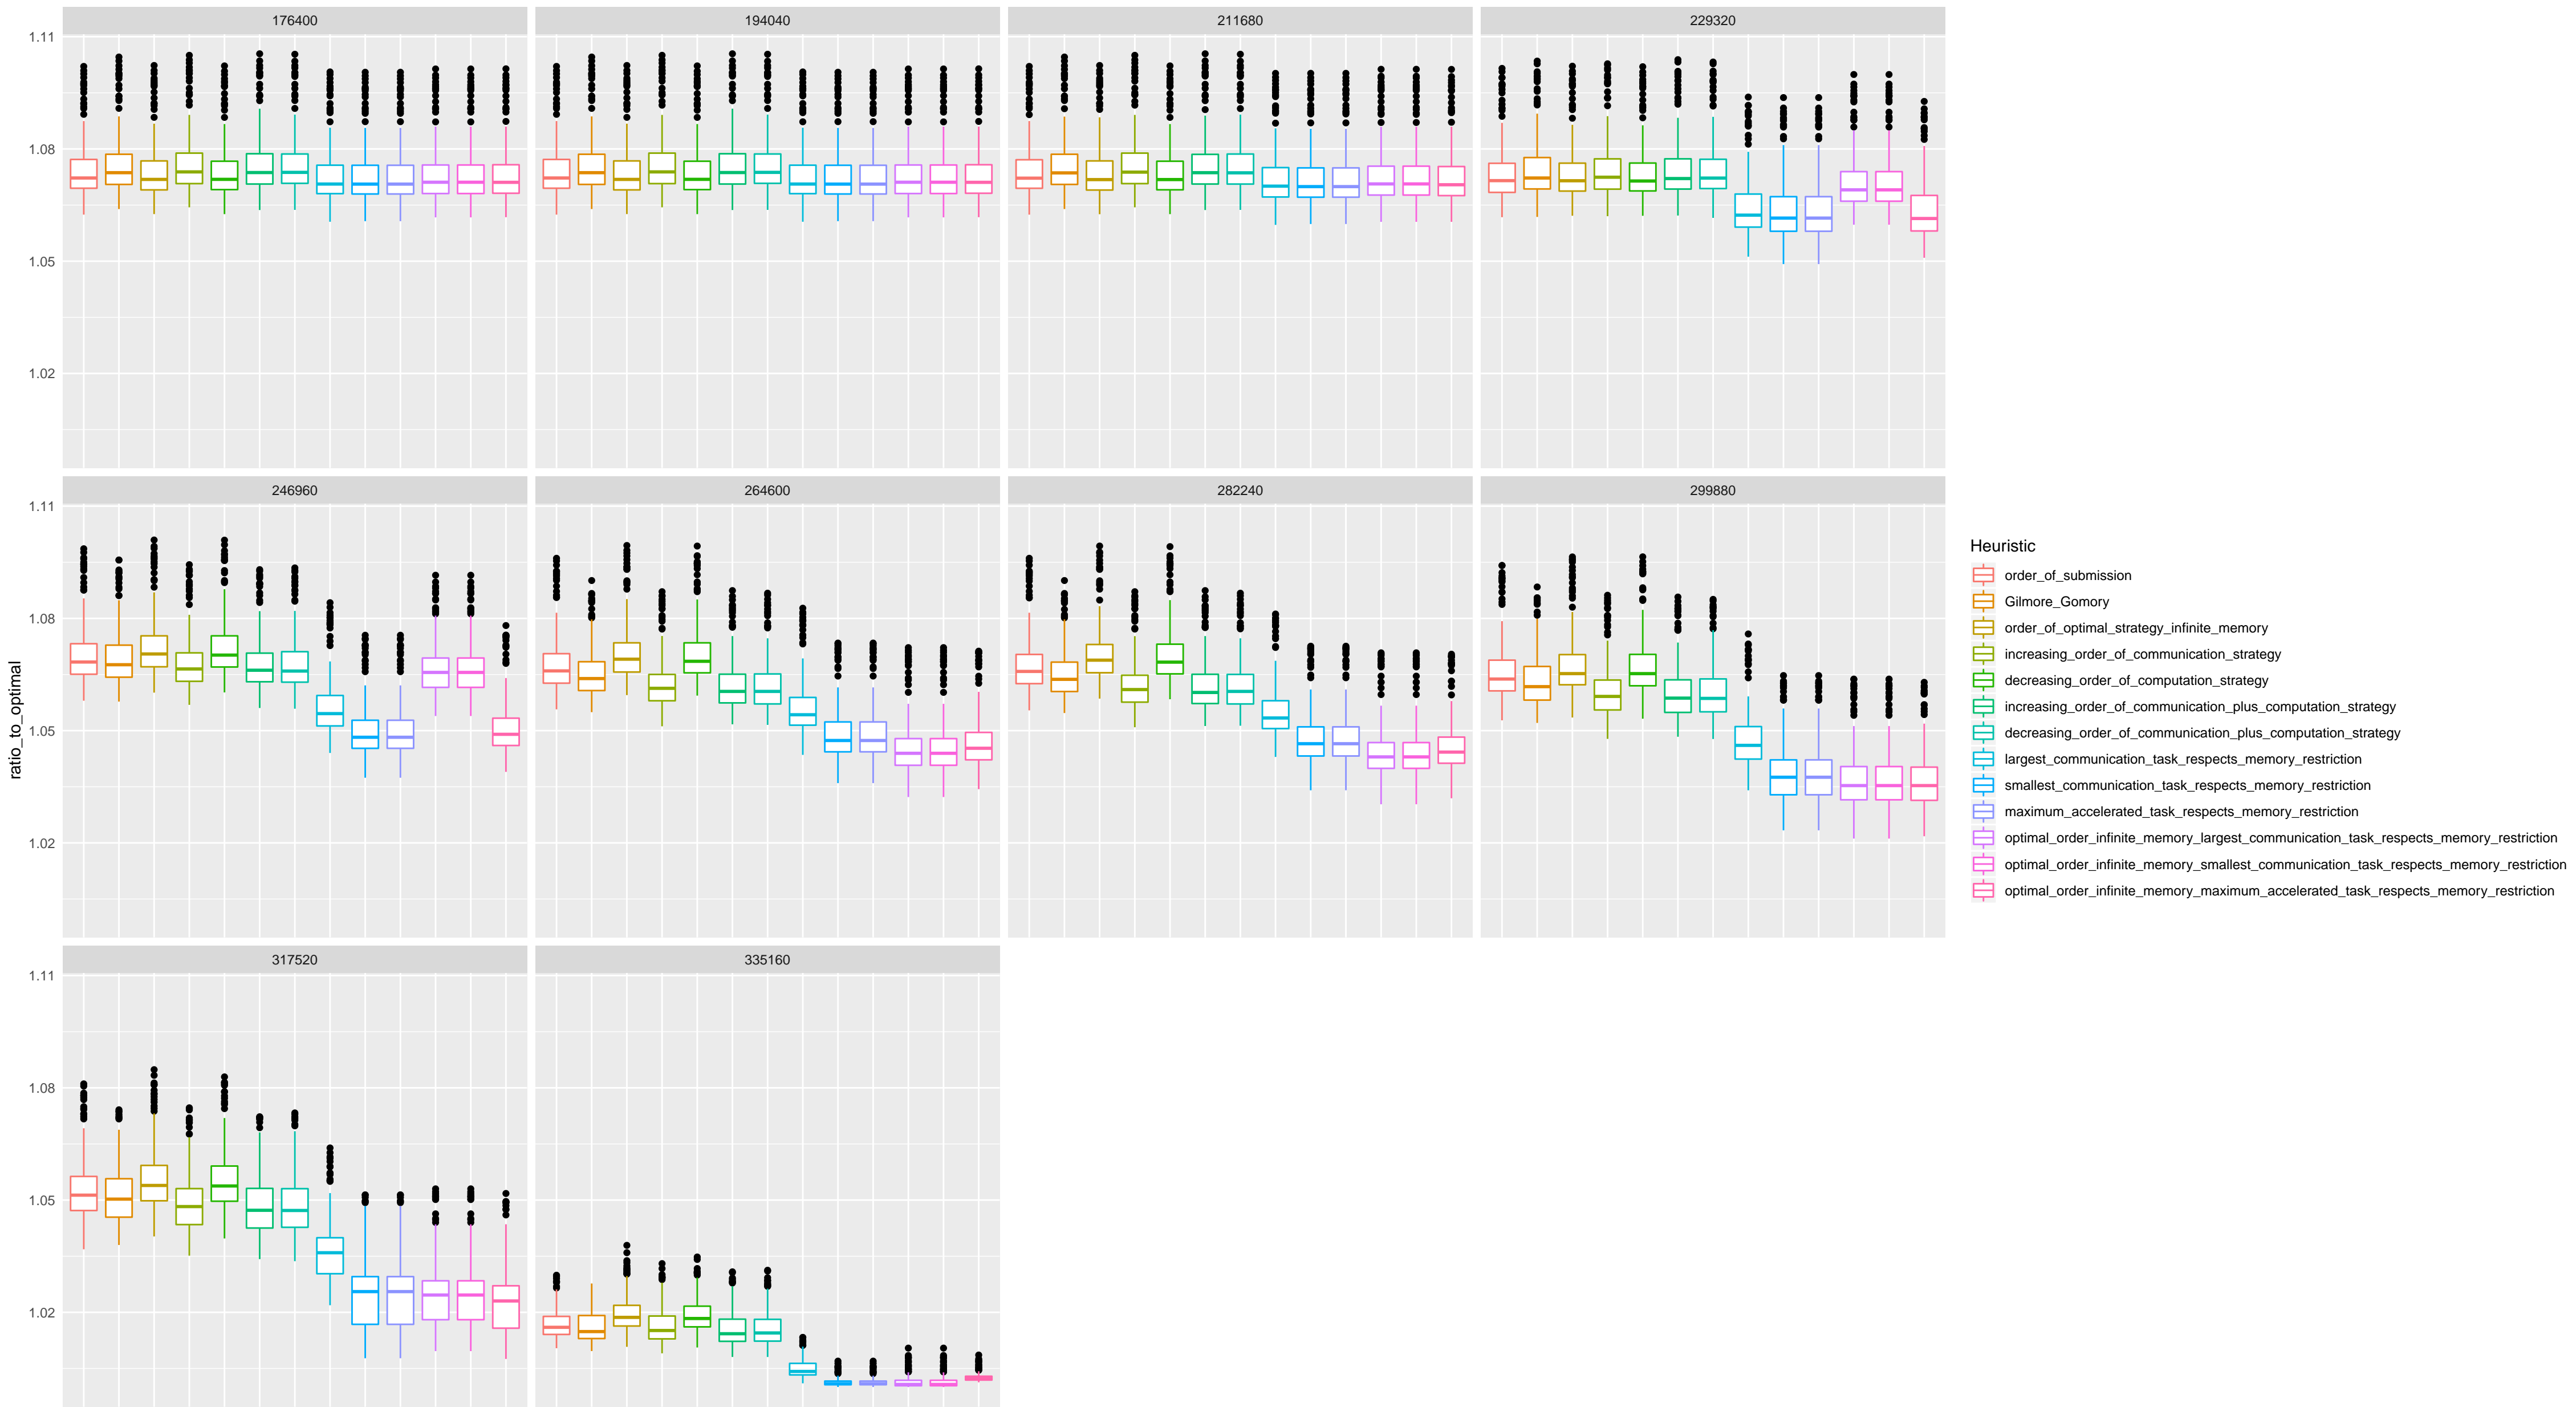 176400
194040
211680
229320
1.11
1.08
1.05
1.02
246960
264600
282240
299880
1.11
1.08
1.05
1.02
317520
335160
1.11
1.08
1.05
1.02
ratio_to_optimal
Heuristic
order_of_submission
Gilmore_Gomory
order_of_optimal_strategy_infinite_memory
increasing_order_of_communication_strategy
decreasing_order_of_computation_strategy
increasing_order_of_communication_plus_computation_strategy
decreasing_order_of_communication_plus_computation_strategy
largest_communication_task_respects_memory_restriction
smallest_communication_task_respects_memory_restriction
maximum_accelerated_task_respects_memory_restriction
optimal_order_infinite_memory_largest_communication_task_respects_memory_restriction
optimal_order_infinite_memory_smallest_communication_task_respects_memory_restriction
optimal_order_infinite_memory_maximum_accelerated_task_respects_memory_restriction